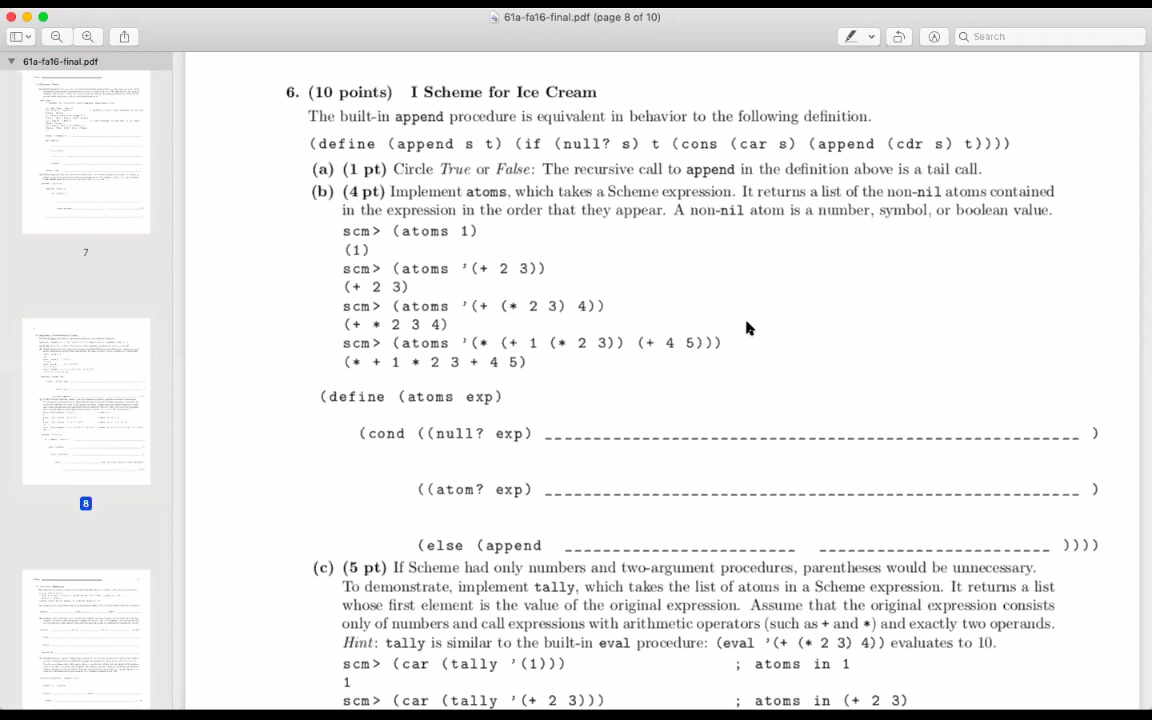 61a-fa16-final.pdf (page 8 of 10)
Search
61a-fa16-final.pdf
7
8
6. (10 points) I Scheme for Ice Cream
The built-in append procedure is equivalent in behavior to the following definition.
(define (append s t) (if (null? s) t (cons (car s) (append (cdr s) t))))
(a) (1 pt) Circle True or False: The recursive call to append in the definition above is a tail call.
(b) (4 pt) Implement atoms, which takes a Scheme expression. It returns a list of the non-nil atoms contained
in the expression in the order that they appear. A non-nil atom is a number, symbol, or boolean value.
scm> (atoms 1)
(1)
scm> (atoms '(+ 2 3))
(+ 2 3)
scm> (atoms '(+ (* 2 3) 4))
(+ * 2 3 4)
scm> (atoms '(* (+ 1 (* 2 3)) (+ 4 5)))
(* + 1 * 2 3 + 4 5)
(define (atoms exp)
(cond ((null? exp) ______________________________________________________ )
((atom? exp) ______________________________________________________ )
(else (append _______________________ _______________________ ))))
(c) (5 pt) If Scheme had only numbers and two-argument procedures, parentheses would be unnecessary.
To demonstrate, implement tally, which takes the list of atoms in a Scheme expression. It returns a list
whose first element is the value of the original expression. Assume that the original expression consists
only of numbers and call expressions with arithmetic operators (such as + and *) and exactly two operands.
Hint: tally is similar to the built-in eval procedure: (eval '(+ (* 2 3) 4)) evaluates to 10.
scm> (car (tally '(1))) ; atoms in 1
1
scm> (car (tally '(+ 2 3))) ; atoms in (+ 2 3)